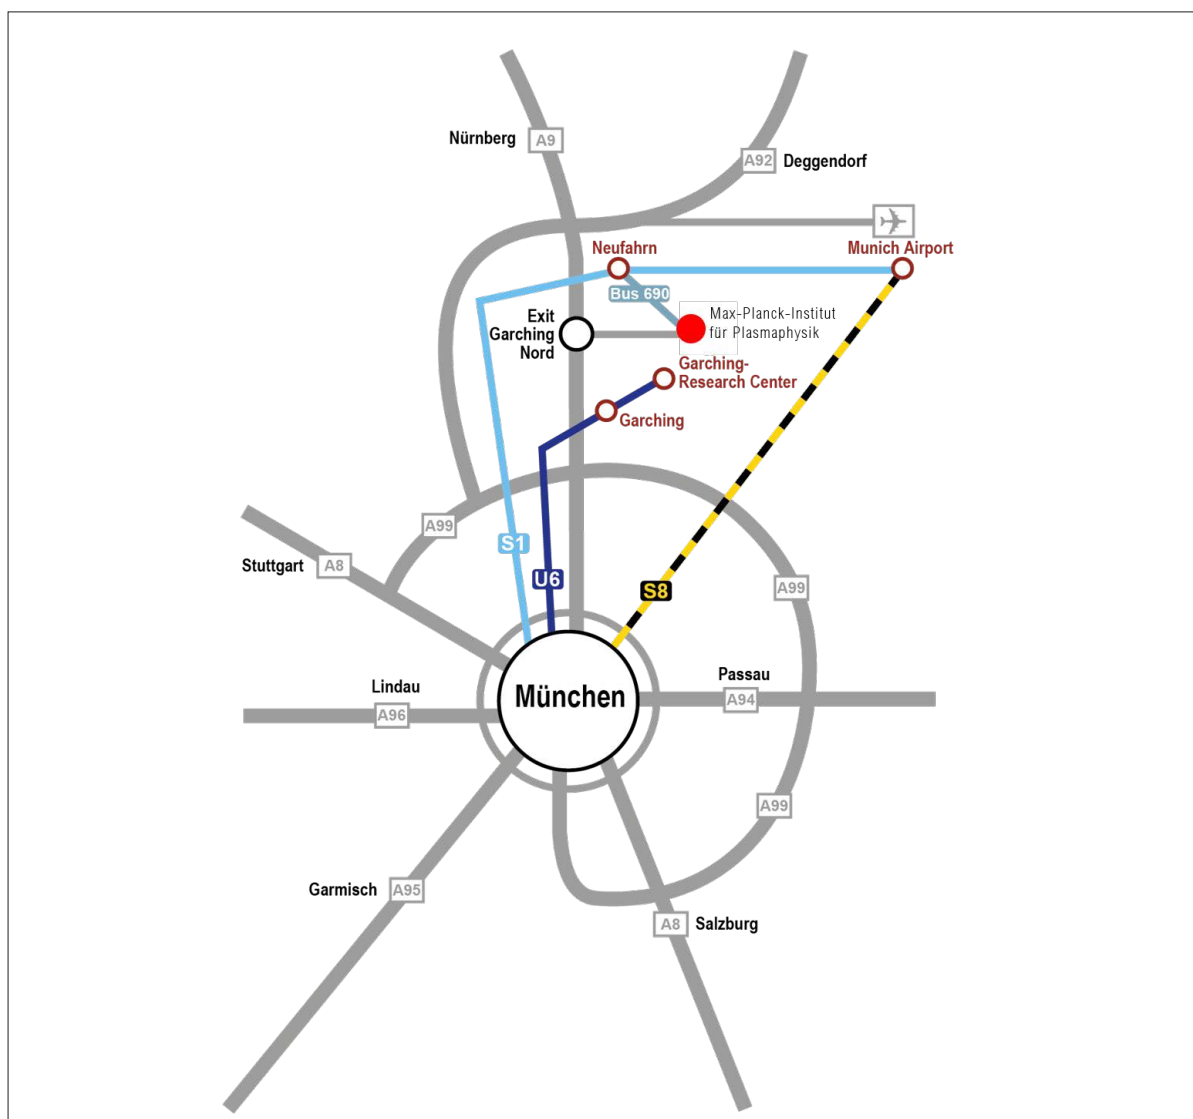 Nürnberg
A9
A92
Deggendorf
Neufahrn
Munich Airport
Bus 690
Max-Planck-Institut
für Plasmaphysik
Exit
Garching
Nord
Garching-
Research Center
Garching
A99
S1
Stuttgart
A8
U6
S8
A99
München
Passau
A94
Lindau
A96
A99
Garmisch
A95
A8
Salzburg